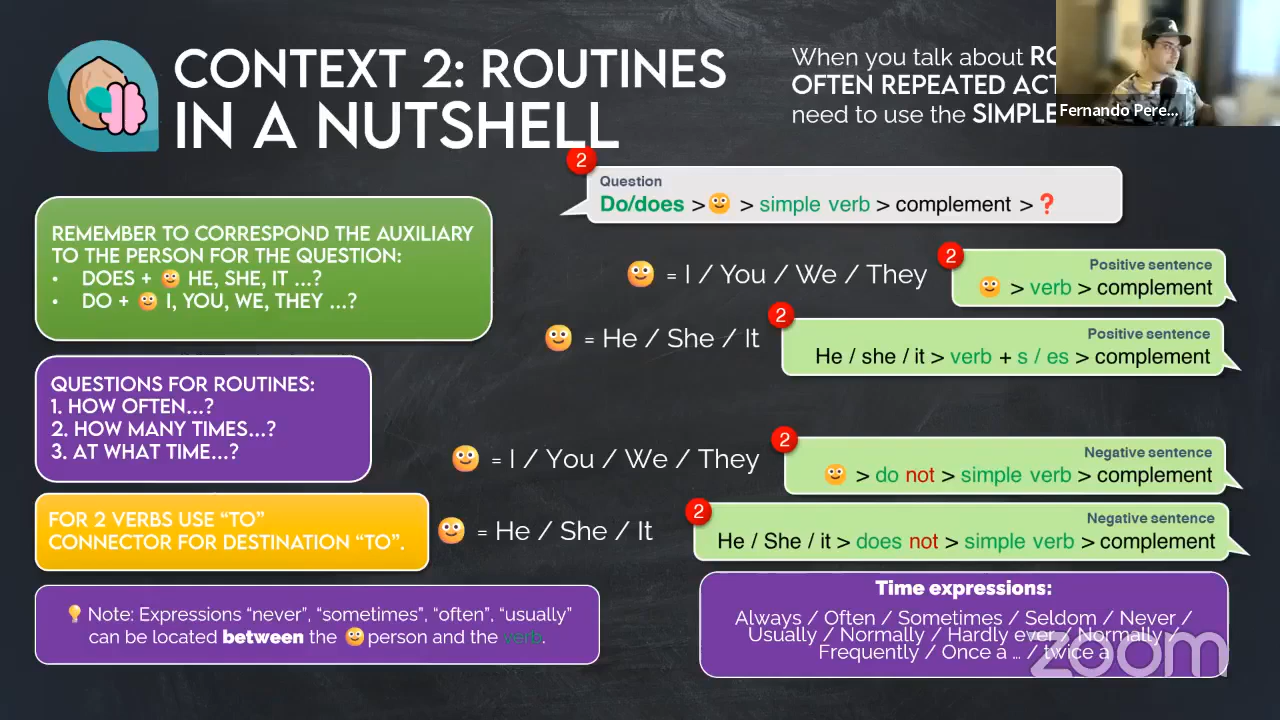 CONTEXT 2: ROUTINES
IN A NUTSHELL
When you talk about
OFTEN REPEATED
need to use the SIMPLE
Fernando Pere...
2
Question
Do/does > > simple verb > complement > ❓
REMEMBER TO CORRESPOND THE AUXILIARY
TO THE PERSON FOR THE QUESTION:
• DOES + HE, SHE, IT ...?
• DO + I, YOU, WE, THEY ...?
= I / You / We / They
2
Positive sentence
> verb > complement
= He / She / It
2
Positive sentence
He / she / it > verb + s / es > complement
QUESTIONS FOR ROUTINES:
1. HOW OFTEN...?
2. HOW MANY TIMES...?
3. AT WHAT TIME...?
= I / You / We / They
2
Negative sentence
> do not > simple verb > complement
FOR 2 VERBS USE “TO”
CONNECTOR FOR DESTINATION “TO”.
= He / She / It
2
Negative sentence
He / She / it > does not > simple verb > complement
Note: Expressions “never”, “sometimes”, “often”, “usually”
can be located between the person and the verb.
Time expressions:
Always / Often / Sometimes / Seldom / Never /
Usually / Normally / Hardly ever / Normally /
Frequently / Once a ... / twice a
zoom